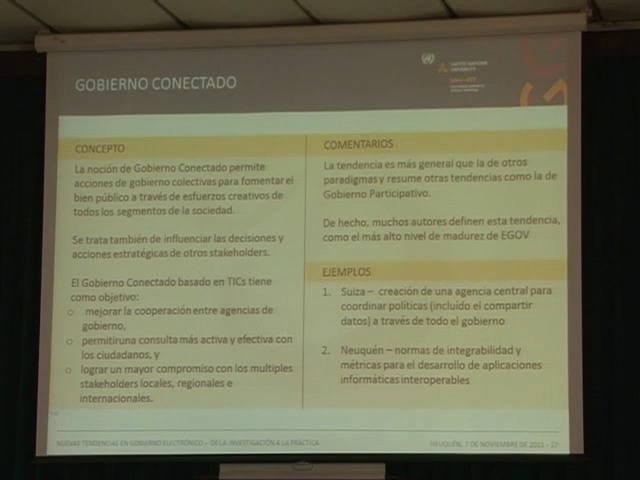 GOBIERNO CONECTADO
UNITED NATIONS
UNIVERSITY
CONCEPTO
La noción de Gobierno Conectado permite
acciones de gobierno colectivas para fomentar el
bien público a través de esfuerzos creativos de
todos los segmentos de la sociedad.
Se trata también de influenciar las decisiones y
acciones estratégicas de otros stakeholders.
El Gobierno Conectado basado en TICs tiene
como objetivo:
o mejorar la cooperación entre agencias de
gobierno,
o permitiruna consulta más activa y efectiva con
los ciudadanos, y
o lograr un mayor compromiso con los multiples
stakeholders locales, regionales e
internacionales.
COMENTARIOS
La tendencia es más general que la de otros
paradigmas y resume otras tendencias como la de
Gobierno Participativo.
De hecho, muchos autores definen esta tendencia,
como el más alto nivel de madurez de EGOV
EJEMPLOS
1. Suiza – creación de una agencia central para
coordinar políticas (incluído el compartir
datos) a través de todo el gobierno
2. Neuquén – normas de integrabilidad y
métricas para el desarrollo de aplicaciones
informáticas interoperables
NUEVAS TENDENCIAS EN GOBIERNO ELECTRÓNICO – DE LA INVESTIGACIÓN A LA PRÁCTICA
NEUQUÉN, 7 DE NOVIEMBRE DE 2011 - 27